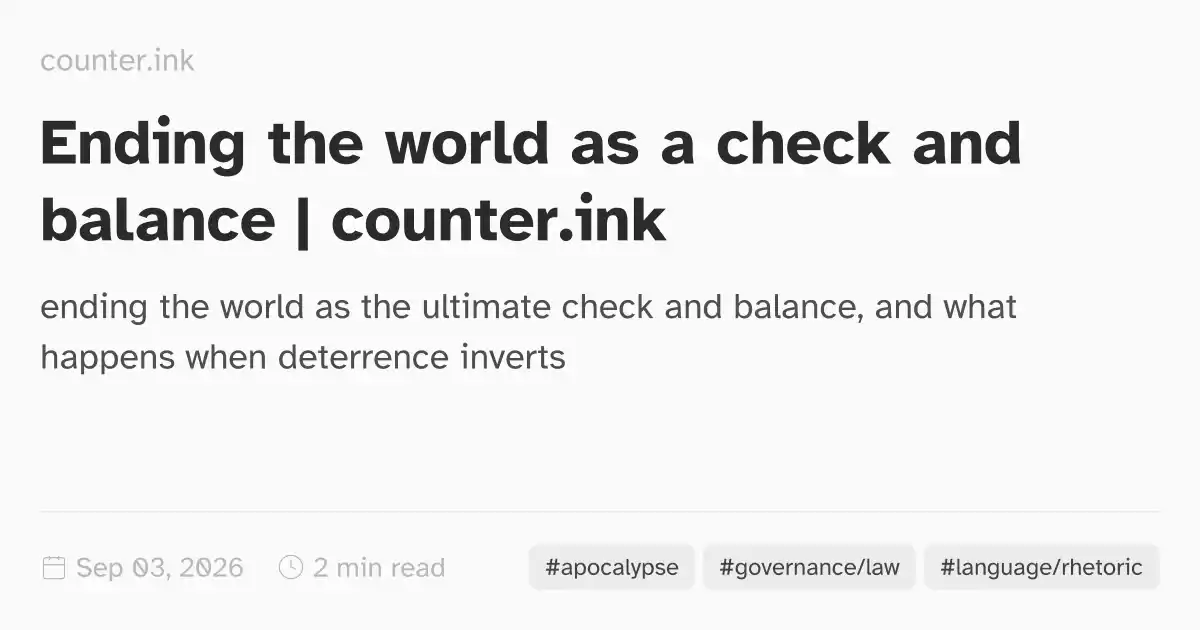 counter.ink
Ending the world as a check and
balance | counter.ink
ending the world as the ultimate check and balance, and what
happens when deterrence inverts
Sep 03, 2026
2 min read
#apocalypse
#governance/law
#language/rhetoric